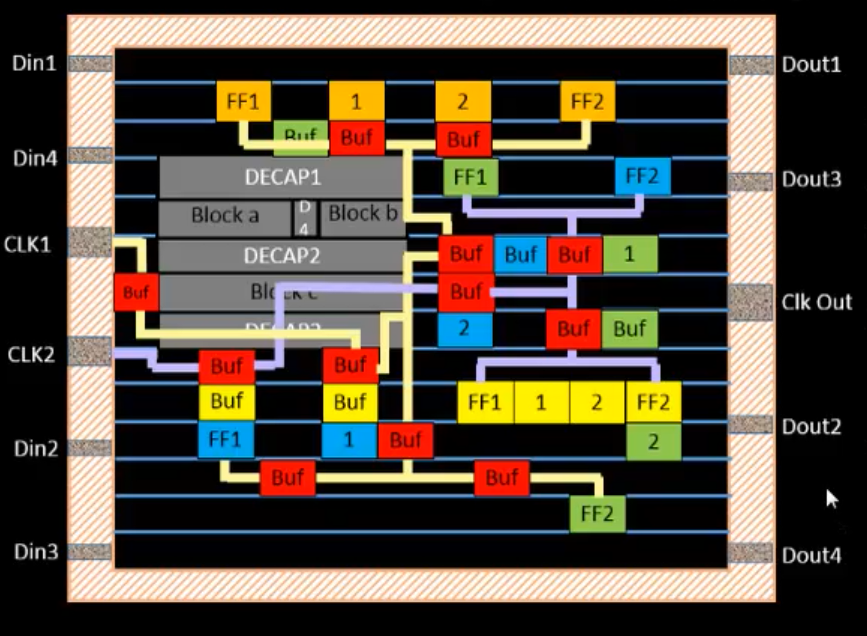 Din1
Dout1
FF1 1 2 FF2
Buf Buf Buf
Din4
DECAP1 FF1 FF2
Dout3
Block a D4 Block b
CLK1
DECAP2 Buf Buf Buf 1
Buf Block c Buf
Clk Out
2 Buf Buf
CLK2
Buf Buf
Buf Buf FF1 1 2 FF2
Dout2
Din2
FF1 1 Buf 2
Buf Buf
FF2
Din3
Dout4